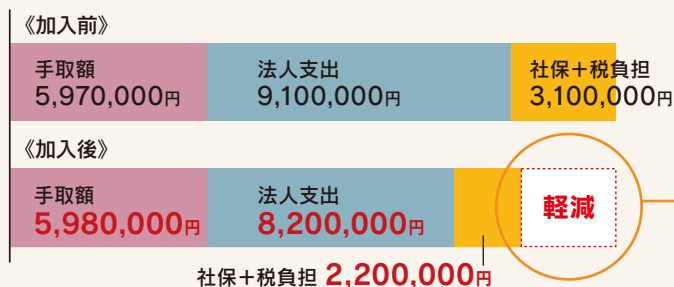 《加入前》
手取額
5,970,000円
法人支出
9,100,000円
社保＋税負担
3,100,000円
《加入後》
手取額
5,980,000円
法人支出
8,200,000円
軽減
社保＋税負担 2,200,000円